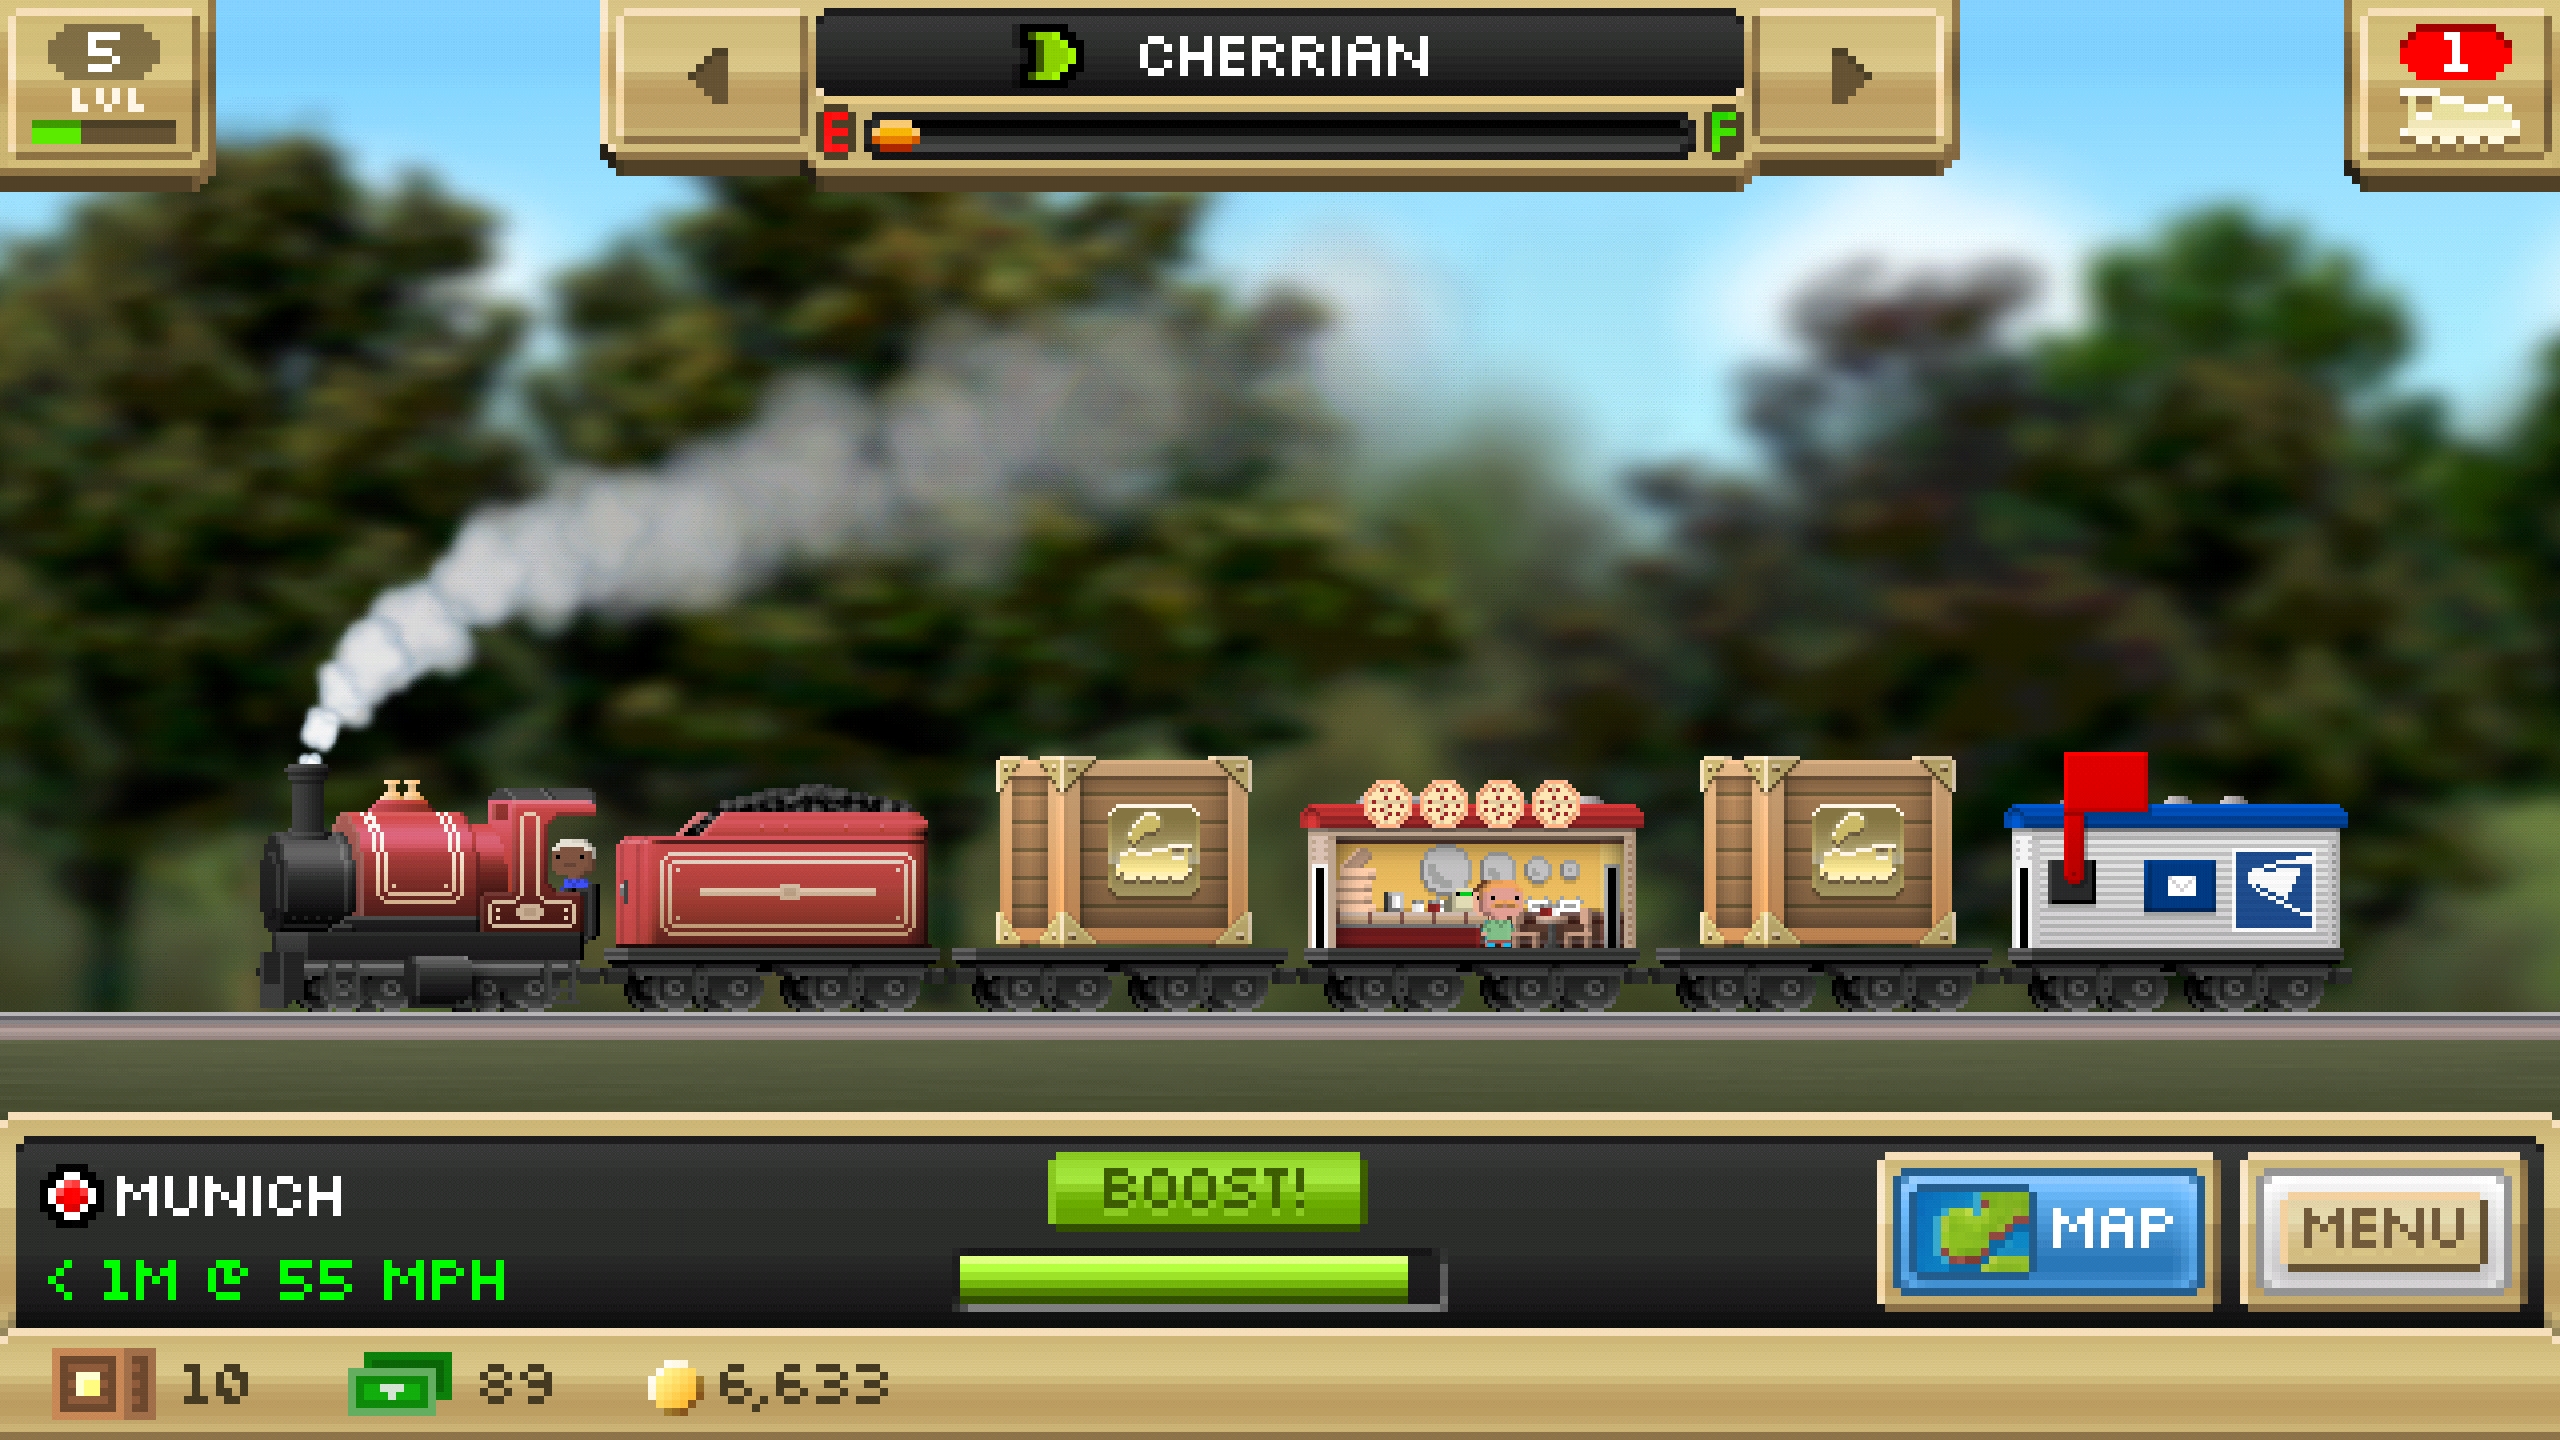 5
LVL
CHERRIAN
E F
1
MUNICH
< 1M @ 55 MPH
BOOST!
MAP
MENU
10
89
6,633